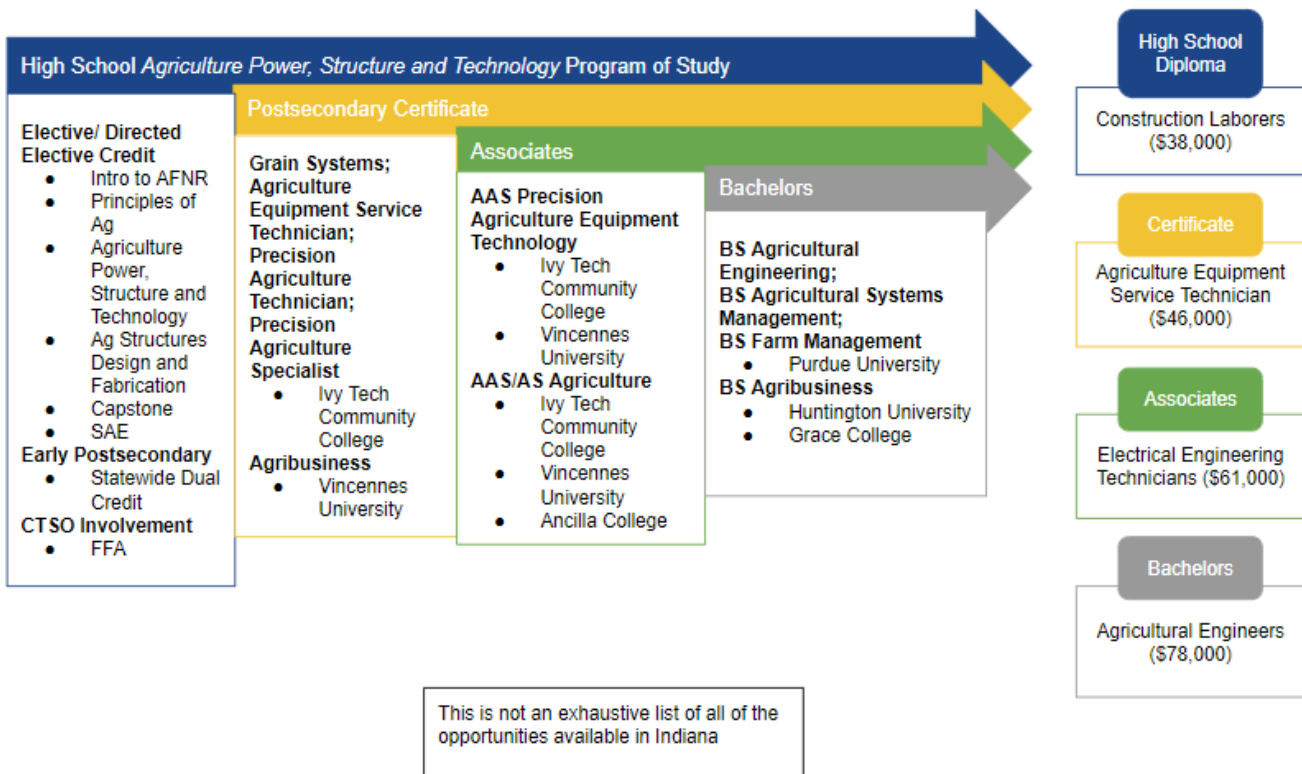 High School Agriculture Power, Structure and Technology Program of Study
Elective/ Directed
Elective Credit
● Intro to AFNR
● Principles of
Ag
● Agriculture
Power,
Structure and
Technology
● Ag Structures
Design and
Fabrication
● Capstone
● SAE
Early Postsecondary
● Statewide Dual
Credit
CTSO Involvement
● FFA
Postsecondary Certificate
Grain Systems;
Agriculture
Equipment Service
Technician;
Precision
Agriculture
Technician;
Precision
Agriculture
Specialist
● Ivy Tech
Community
College
Agribusiness
● Vincennes
University
Associates
AAS Precision
Agriculture Equipment
Technology
● Ivy Tech
Community
College
● Vincennes
University
AAS/AS Agriculture
● Ivy Tech
Community
College
● Vincennes
University
● Ancilla College
Bachelors
BS Agricultural
Engineering;
BS Agricultural Systems
Management;
BS Farm Management
● Purdue University
BS Agribusiness
● Huntington University
● Grace College
High School
Diploma
Construction Laborers
($38,000)
Certificate
Agriculture Equipment
Service Technician
($46,000)
Associates
Electrical Engineering
Technicians ($61,000)
Bachelors
Agricultural Engineers
($78,000)
This is not an exhaustive list of all of the
opportunities available in Indiana